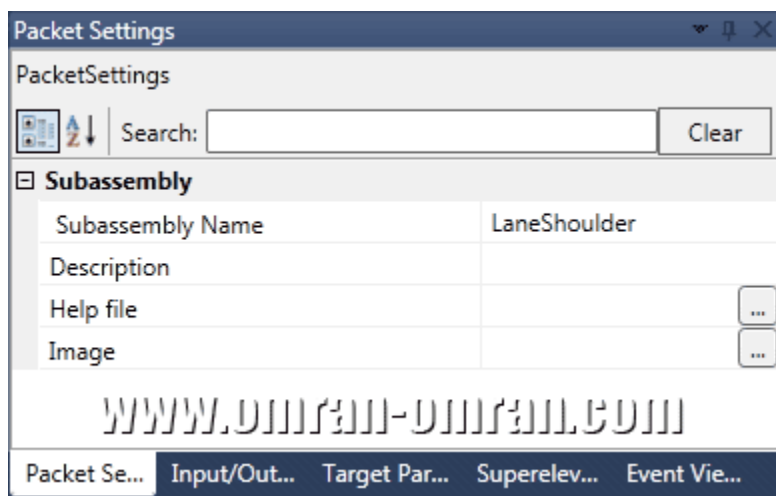 Packet Settings
PacketSettings
Search: Clear
Subassembly
Subassembly Name LaneShoulder
Description
Help file ...
Image ...
www.omran-omran.com
Packet Se... Input/Out... Target Par... Superelev... Event Vie...